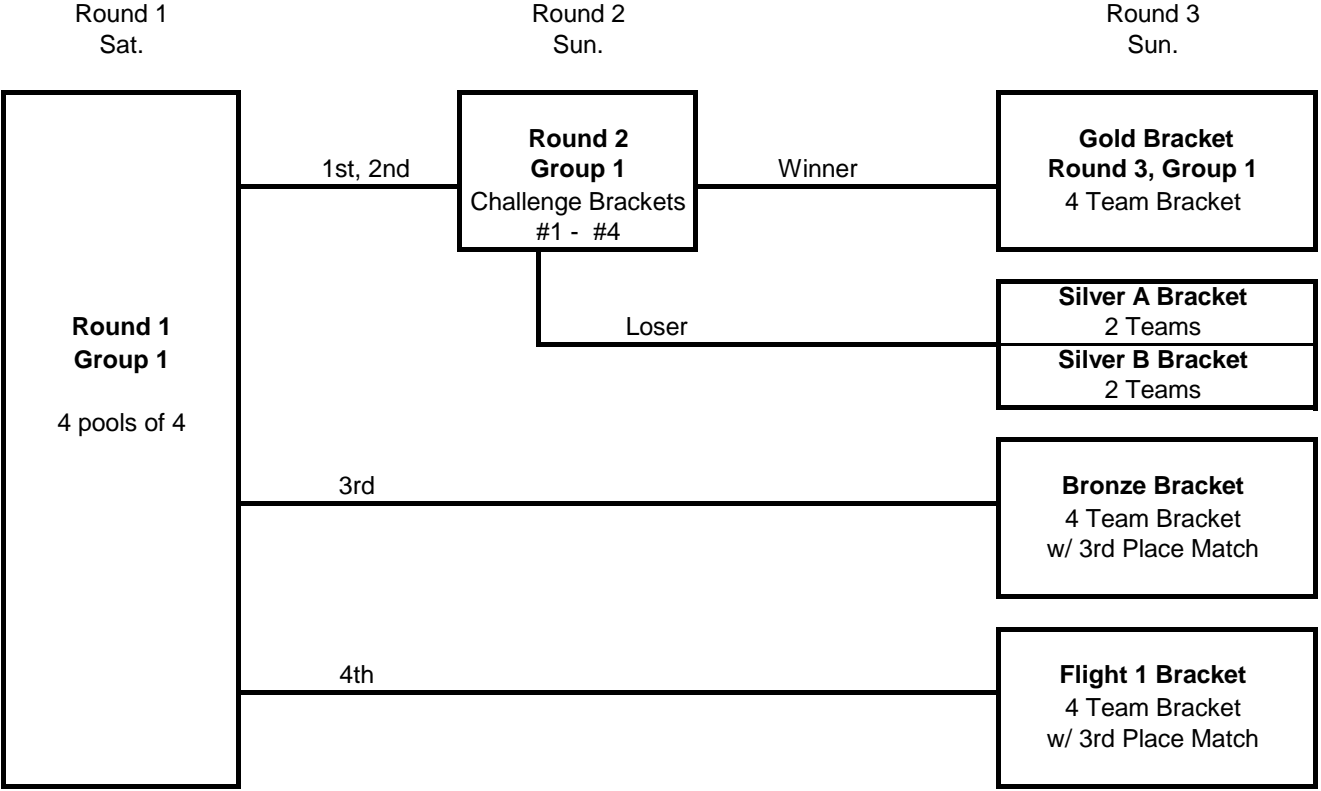 Round 1
Sat.
Round 2
Sun.
Round 3
Sun.
Round 1
Group 1
4 pools of 4
1st, 2nd
Round 2
Group 1
Challenge Brackets
#1 -  #4
Winner
Gold Bracket
Round 3, Group 1
4 Team Bracket
Loser
Silver A Bracket
2 Teams
Silver B Bracket
2 Teams
3rd
Bronze Bracket
4 Team Bracket
w/ 3rd Place Match
4th
Flight 1 Bracket
4 Team Bracket
w/ 3rd Place Match